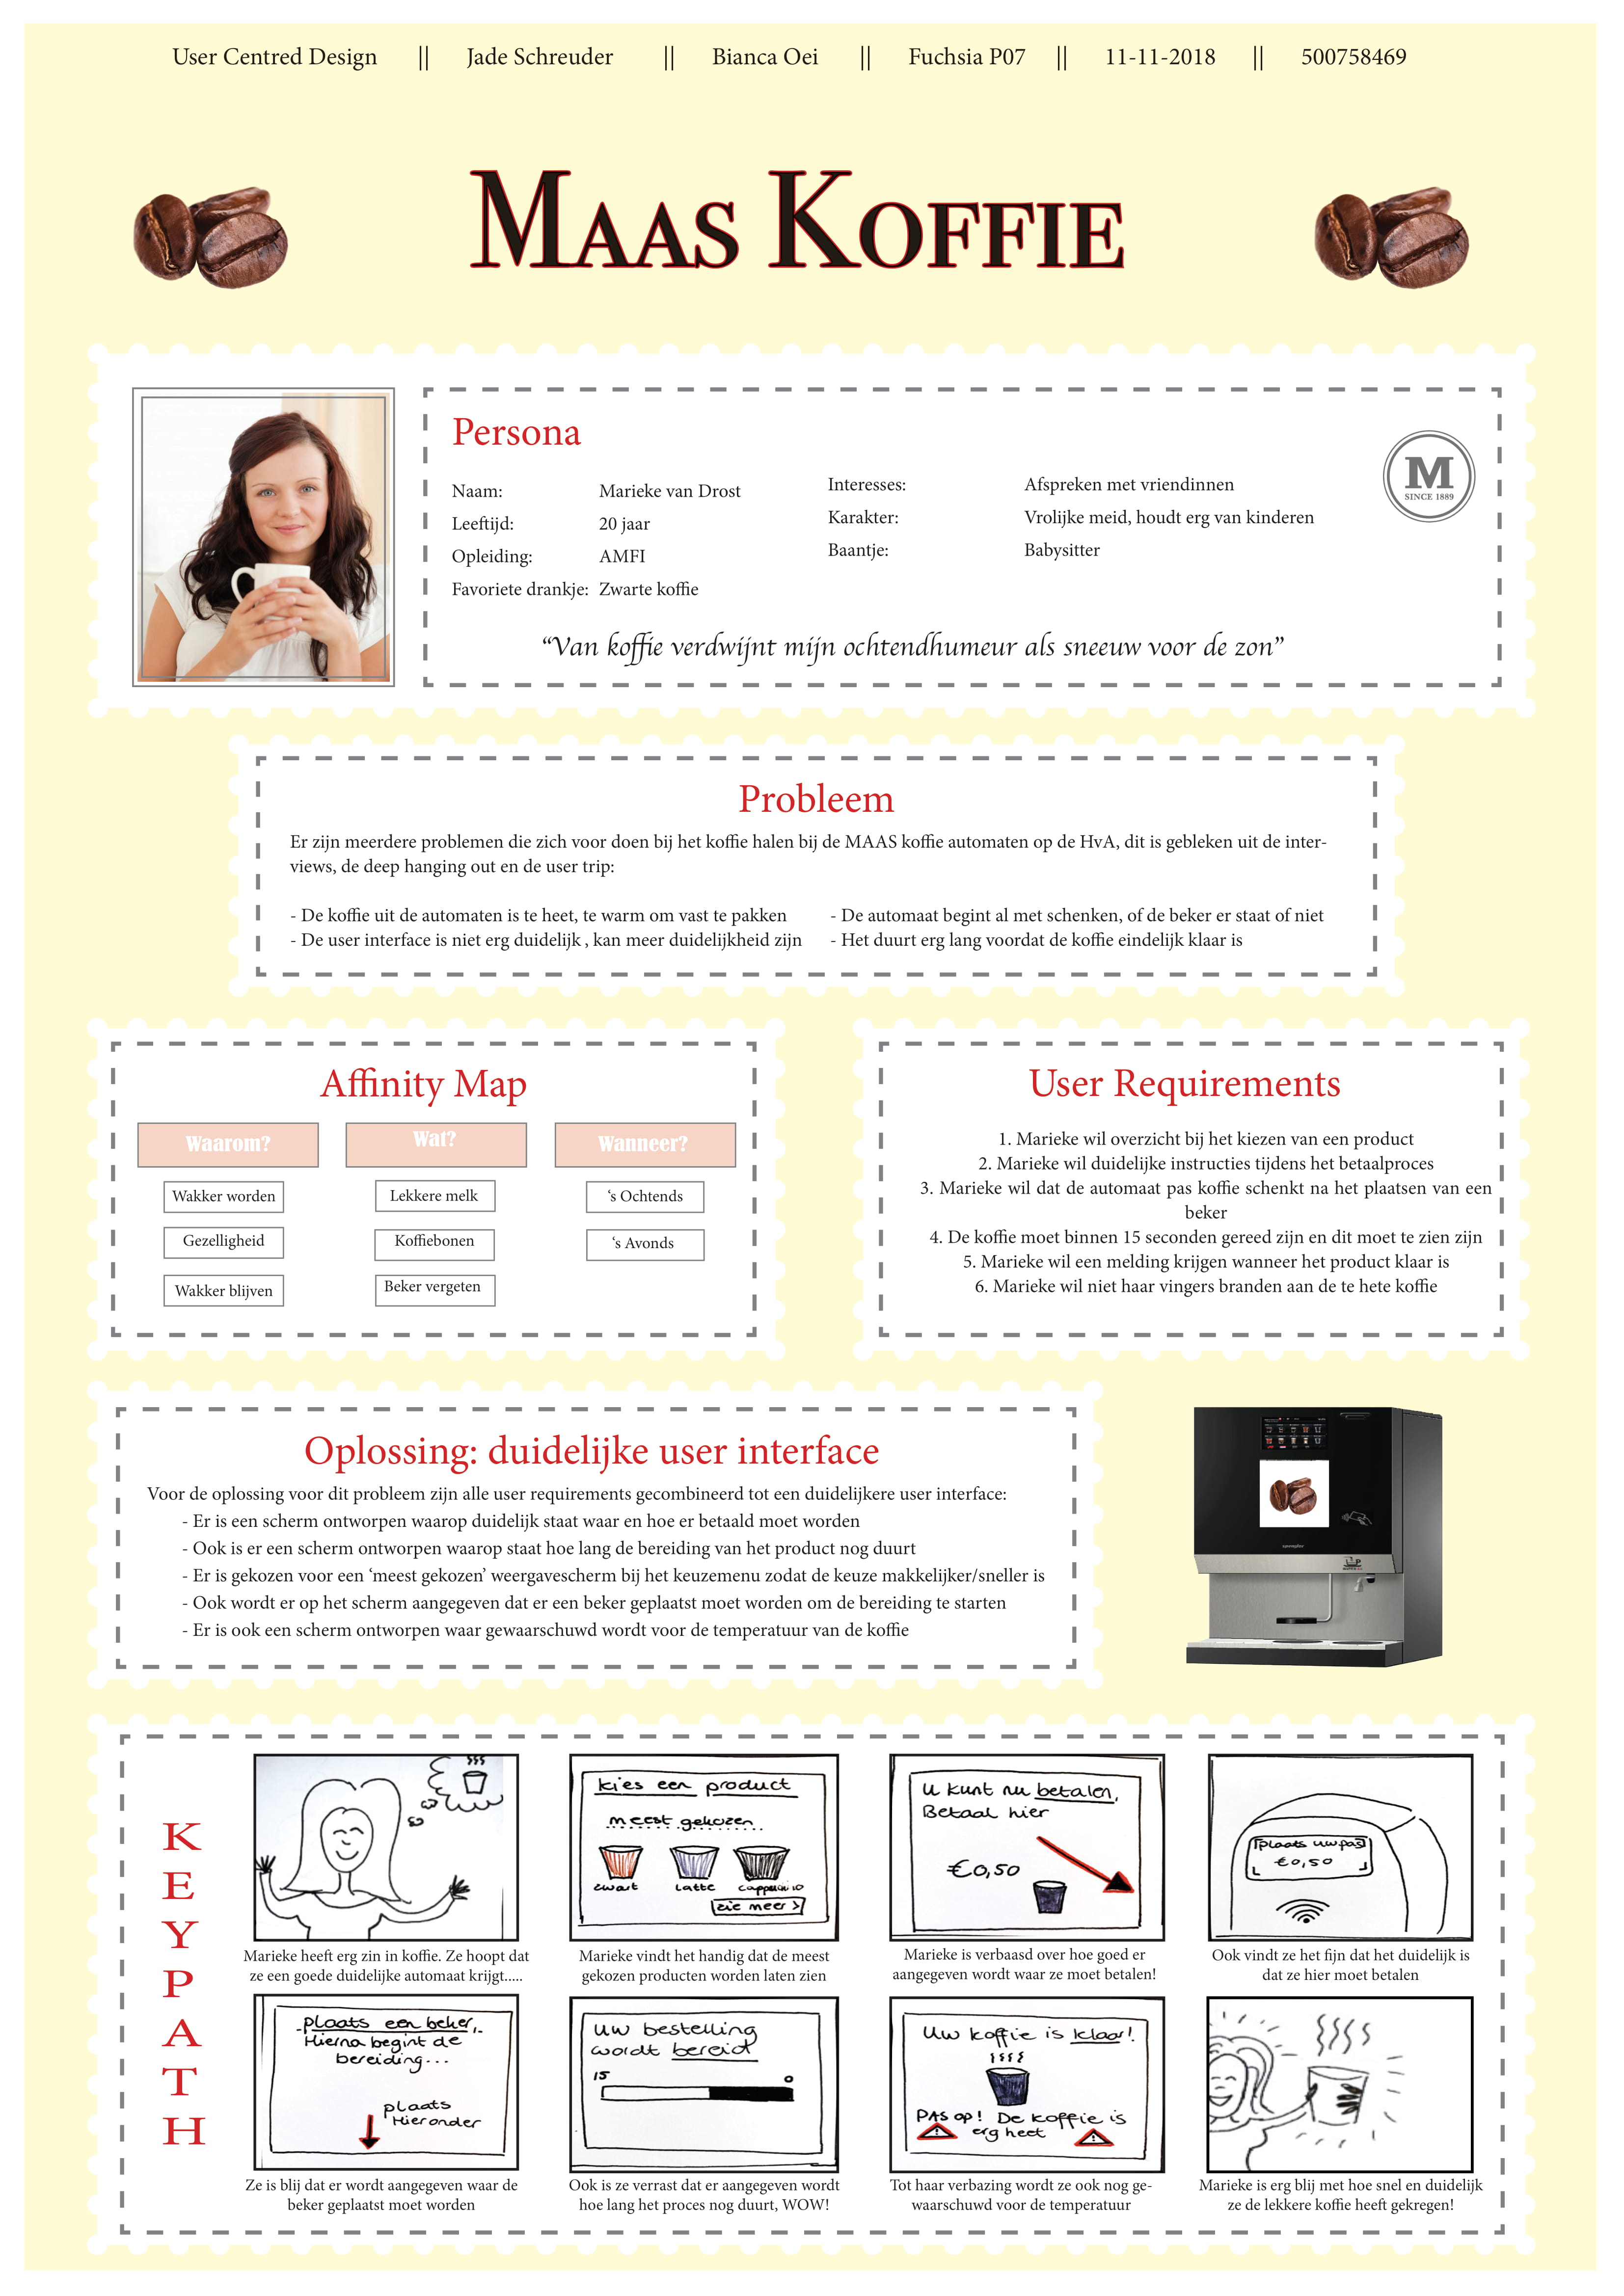 User Centred Design || Jade Schreuder || Bianca Oei || Fuchsia P07 || 11-11-2018 || 500758469
Maas Koffie
Persona
Naam: Marieke van Drost
Leeftijd: 20 jaar
Opleiding: AMFI
Favoriete drankje: Zwarte koffie
Interesses: Afspreken met vriendinnen
Karakter: Vrolijke meid, houdt erg van kinderen
Baantje: Babysitter
M
SINCE 1889
“Van koffie verdwijnt mijn ochtendhumeur als sneeuw voor de zon”
Probleem
Er zijn meerdere problemen die zich voor doen bij het koffie halen bij de MAAS koffie automaten op de HvA, dit is gebleken uit de inter-
views, de deep hanging out en de user trip:
- De koffie uit de automaten is te heet, te warm om vast te pakken
- De user interface is niet erg duidelijk , kan meer duidelijkheid zijn
- De automaat begint al met schenken, of de beker er staat of niet
- Het duurt erg lang voordat de koffie eindelijk klaar is
Affinity Map
Waarom?
Wakker worden
Gezelligheid
Wakker blijven
Wat?
Lekkere melk
Koffiebonen
Beker vergeten
Wanneer?
‘s Ochtends
‘s Avonds
User Requirements
1. Marieke wil overzicht bij het kiezen van een product
2. Marieke wil duidelijke instructies tijdens het betaalproces
3. Marieke wil dat de automaat pas koffie schenkt na het plaatsen van een
beker
4. De koffie moet binnen 15 seconden gereed zijn en dit moet te zien zijn
5. Marieke wil een melding krijgen wanneer het product klaar is
6. Marieke wil niet haar vingers branden aan de te hete koffie
Oplossing: duidelijke user interface
Voor de oplossing voor dit probleem zijn alle user requirements gecombineerd tot een duidelijkere user interface:
- Er is een scherm ontworpen waarop duidelijk staat waar en hoe er betaald moet worden
- Ook is er een scherm ontworpen waarop staat hoe lang de bereiding van het product nog duurt
- Er is gekozen voor een ‘meest gekozen’ weergavescherm bij het keuzemenu zodat de keuze makkelijker/sneller is
- Ook wordt er op het scherm aangegeven dat er een beker geplaatst moet worden om de bereiding te starten
- Er is ook een scherm ontworpen waar gewaarschuwd wordt voor de temperatuur van de koffie
KEYPATH
Marieke heeft erg zin in koffie. Ze hoopt dat
ze een goede duidelijke automaat krijgt.....
kies een product
meest gekozen
zwart latte cappuccino
zie meer >
Marieke vindt het handig dat de meest
gekozen producten worden laten zien
U kunt nu betalen,
Betaal hier
€0,50
Marieke is verbaasd over hoe goed er
aangegeven wordt waar ze moet betalen!
plaats uw pas
€0,50
Ook vindt ze het fijn dat het duidelijk is
dat ze hier moet betalen
plaats een beker,
Hierna begint de
bereiding...
plaats
Hieronder
Ze is blij dat er wordt aangegeven waar de
beker geplaatst moet worden
uw bestelling
wordt bereid
15 0
Ook is ze verrast dat er aangegeven wordt
hoe lang het proces nog duurt, WOW!
Uw koffie is klaar!
PAS op! De koffie is
erg heet
Tot haar verbazing wordt ze ook nog ge-
waarschuwd voor de temperatuur
Marieke is erg blij met hoe snel en duidelijk
ze de lekkere koffie heeft gekregen!